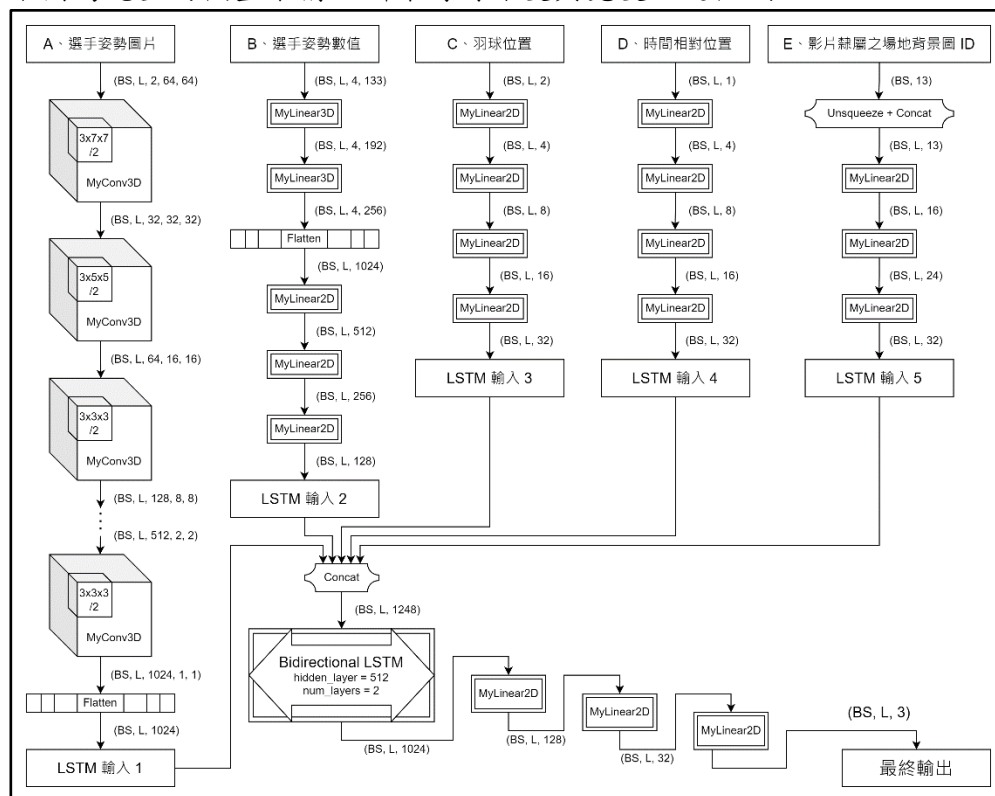 A、選手姿勢圖片
(BS, L, 2, 64, 64)
3x7x7
/2
MyConv3D
(BS, L, 32, 32, 32)
3x5x5
/2
MyConv3D
(BS, L, 64, 16, 16)
3x3x3
/2
MyConv3D
(BS, L, 128, 8, 8)
(BS, L, 512, 2, 2)
3x3x3
/2
MyConv3D
(BS, L, 1024, 1, 1)
Flatten
(BS, L, 1024)
LSTM 輸入 1
B、選手姿勢數值
(BS, L, 4, 133)
MyLinear3D
(BS, L, 4, 192)
MyLinear3D
(BS, L, 4, 256)
Flatten
(BS, L, 1024)
MyLinear2D
(BS, L, 512)
MyLinear2D
(BS, L, 256)
MyLinear2D
(BS, L, 128)
LSTM 輸入 2
C、羽球位置
(BS, L, 2)
MyLinear2D
(BS, L, 4)
MyLinear2D
(BS, L, 8)
MyLinear2D
(BS, L, 16)
MyLinear2D
(BS, L, 32)
LSTM 輸入 3
D、時間相對位置
(BS, L, 1)
MyLinear2D
(BS, L, 4)
MyLinear2D
(BS, L, 8)
MyLinear2D
(BS, L, 16)
MyLinear2D
(BS, L, 32)
LSTM 輸入 4
E、影片隸屬之場地背景圖 ID
(BS, 13)
Unsqueeze + Concat
(BS, L, 13)
MyLinear2D
(BS, L, 16)
MyLinear2D
(BS, L, 24)
MyLinear2D
(BS, L, 32)
LSTM 輸入 5
Concat
(BS, L, 1248)
Bidirectional LSTM
hidden_layer = 512
num_layers = 2
(BS, L, 1024)
MyLinear2D
(BS, L, 128)
MyLinear2D
(BS, L, 32)
MyLinear2D
(BS, L, 3)
最終輸出